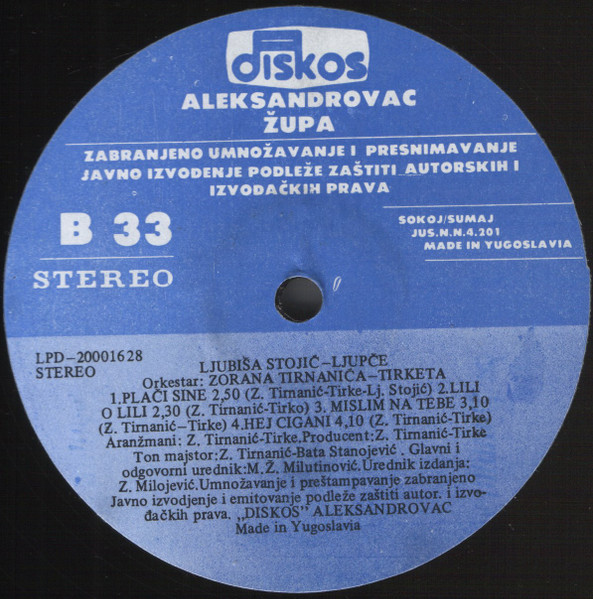 diskos
ALEKSANDROVAC
ŽUPA
ZABRANJENO UMNOŽAVANJE I PRESNIMAVANJE
JAVNO IZVOĐENJE PODLEŽE ZAŠTITI AUTORSKIH I
IZVOĐAČKIH PRAVA
B 33
STEREO
SOKOJ/SUMAJ
JUS.N.N.4.201
MADE IN YUGOSLAVIA
LPD-20001628
STEREO
LJUBIŠA STOJIĆ-LJUPČE
Orkestar: ZORANA TIRNANIĆA-TIRKETA
1.PLAČI SINE 2,50 (Z. Tirnanić-Tirke-Lj. Stojić) 2.LILI
O LILI 2,30 (Z. Tirnanić-Tirko) 3. MISLIM NA TEBE 3,10
(Z. Tirnanić-Tirke) 4.HEJ CIGANI 4,10 (Z. Tirnanić-Tirke)
Aranžmani: Z. Tirnanić-Tirke.Producent:Z. Tirnanić-Tirke
Ton majstor:Z. Tirnanić-Bata Stanojević . Glavni i
odgovorni urednik:M.Ž. Milutinović.Urednik izdanja:
Z. Milojević.Umnožavanje i preštampavanje zabranjeno
Javno izvodjenje i emitovanje podleže zaštiti autor. i izvo-
đačkih prava. „DISKOS" ALEKSANDROVAC
Made in Yugoslavia